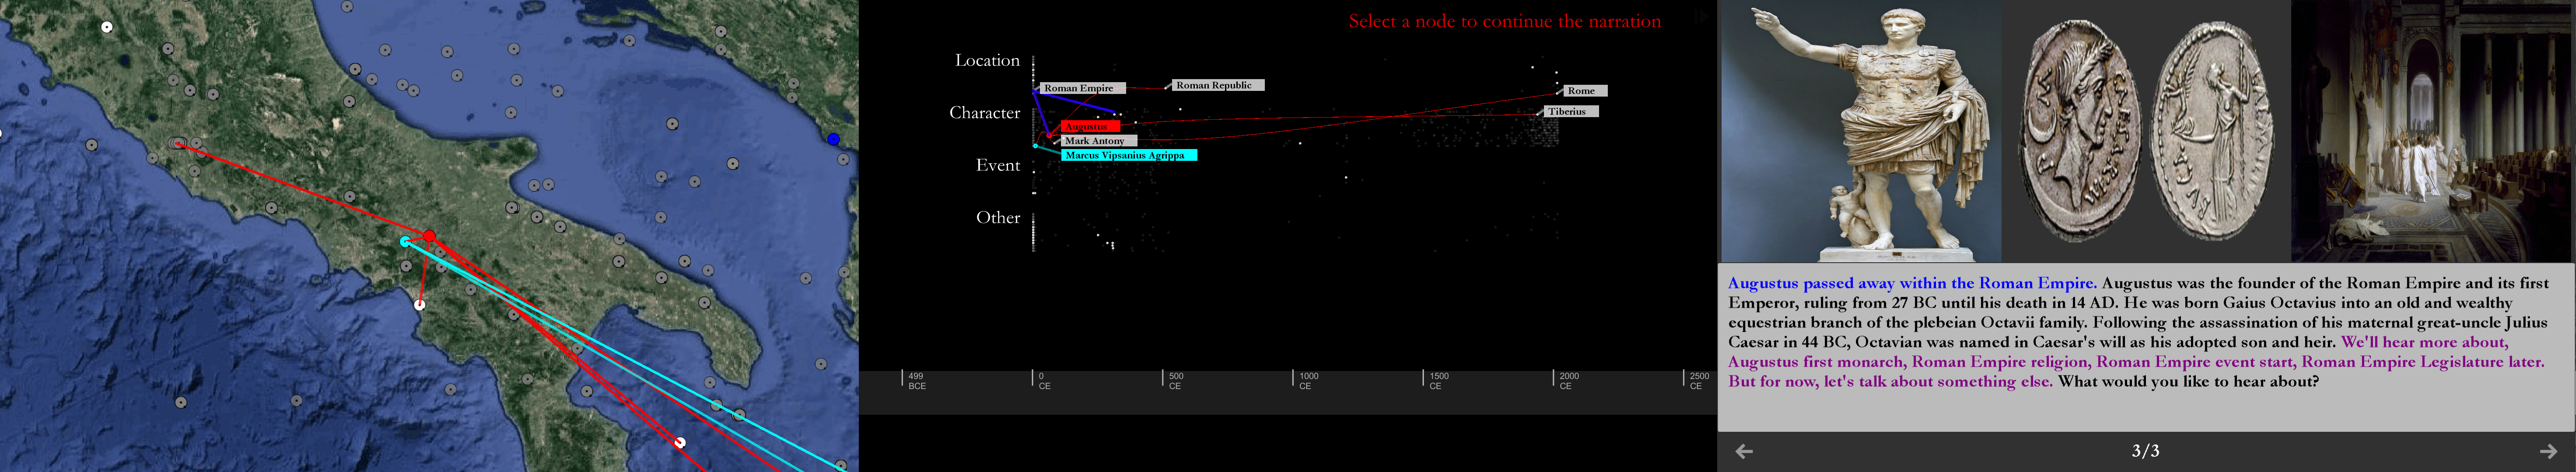 Select a node to continue the narration
Location
Roman Empire
Roman Republic
Rome
Character
Tiberius
Augustus
Mark Antony
Marcus Vipsanius Agrippa
Event
Other
499
BCE
0
CE
500
CE
1000
CE
1500
CE
2000
CE
2500
CE
Augustus passed away within the Roman Empire. Augustus was the founder of the Roman Empire and its first
Emperor, ruling from 27 BC until his death in 14 AD. He was born Gaius Octavius into an old and wealthy
equestrian branch of the plebeian Octavii family. Following the assassination of his maternal great-uncle Julius
Caesar in 44 BC, Octavian was named in Caesar's will as his adopted son and heir. We'll hear more about,
Augustus first monarch, Roman Empire religion, Roman Empire event start, Roman Empire Legislature later.
But for now, let's talk about something else. What would you like to hear about?
3/3